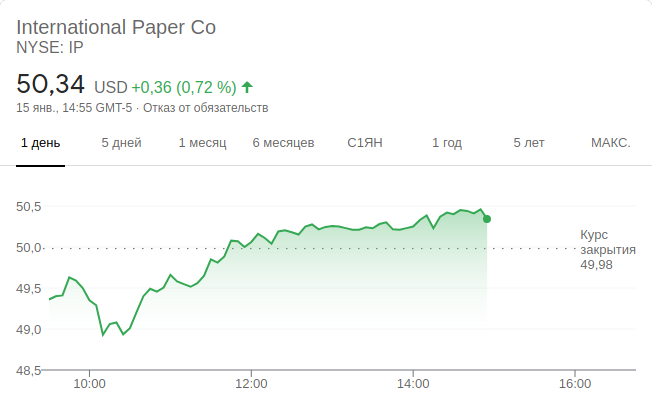 International Paper Co
NYSE: IP
50,34 USD +0,36 (0,72 %)
15 янв., 14:55 GMT-5 · Отказ от обязательств
1 день 5 дней 1 месяц 6 месяцев С1ЯН 1 год 5 лет МАКС.
50,5
Курс
50,0
закрытия
49,98
49,5
49,0
48,5
10:00 12:00 14:00 16:00